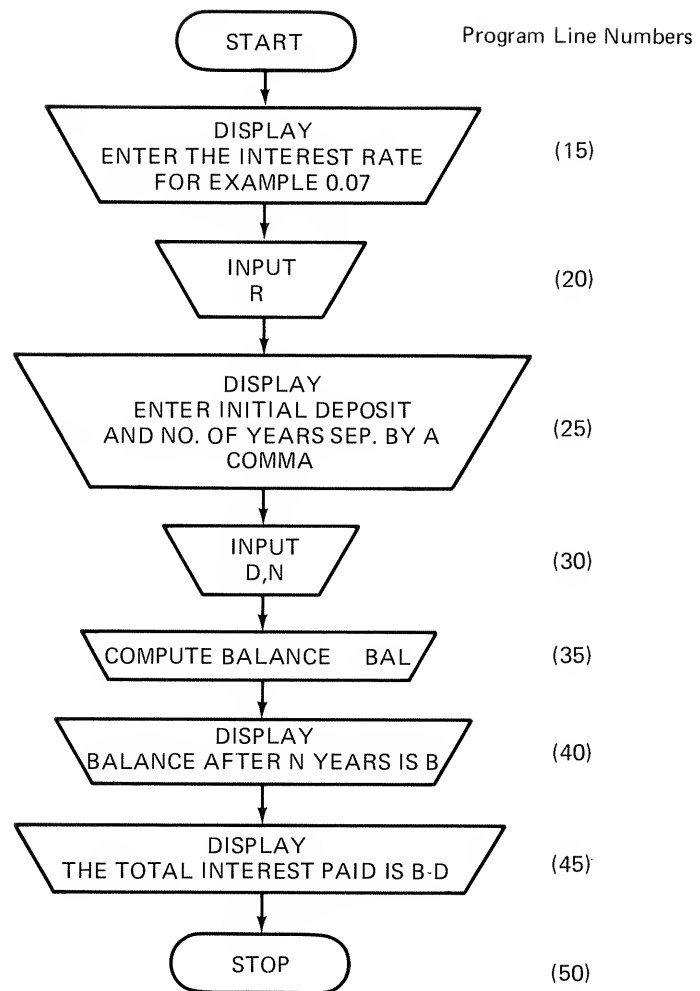 START
Program Line Numbers
DISPLAY
ENTER THE INTEREST RATE
FOR EXAMPLE 0.07
(15)
INPUT
R
(20)
DISPLAY
ENTER INITIAL DEPOSIT
AND NO. OF YEARS SEP. BY A
COMMA
(25)
INPUT
D,N
(30)
COMPUTE BALANCE BAL
(35)
DISPLAY
BALANCE AFTER N YEARS IS B
(40)
DISPLAY
THE TOTAL INTEREST PAID IS B-D
(45)
STOP
(50)